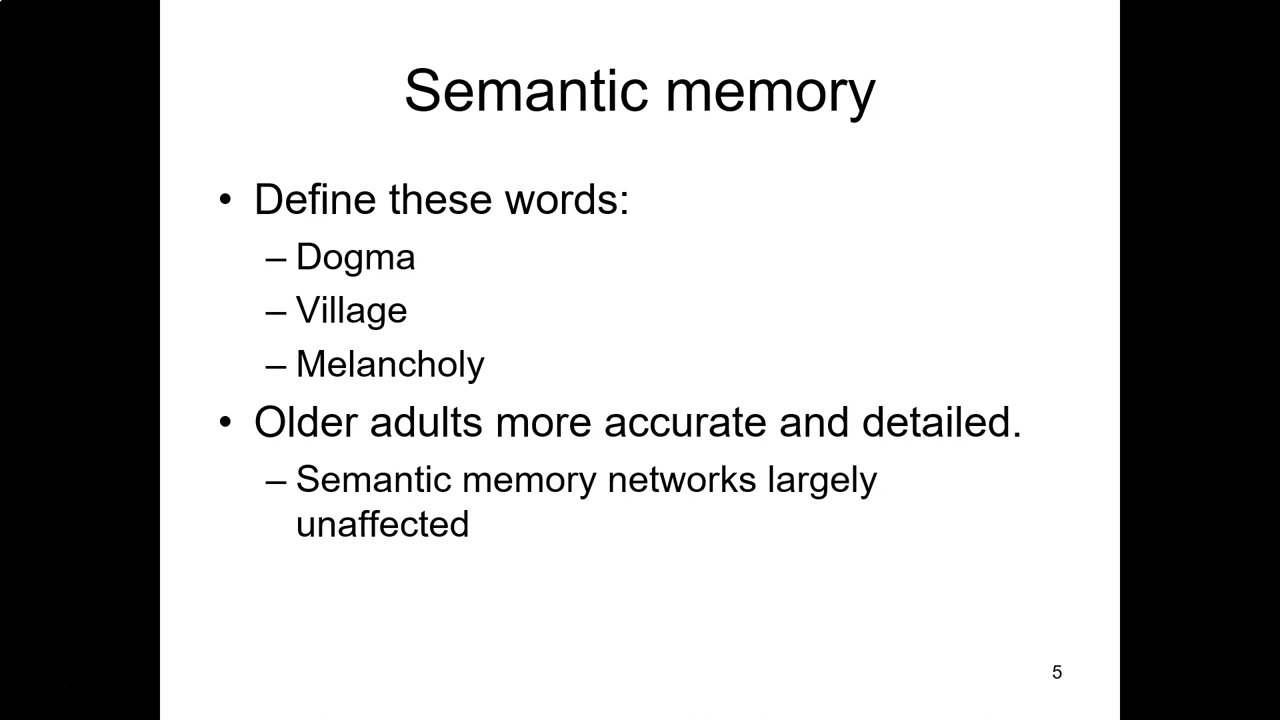 Semantic memory
• Define these words:
– Dogma
– Village
– Melancholy
• Older adults more accurate and detailed.
– Semantic memory networks largely
unaffected
5